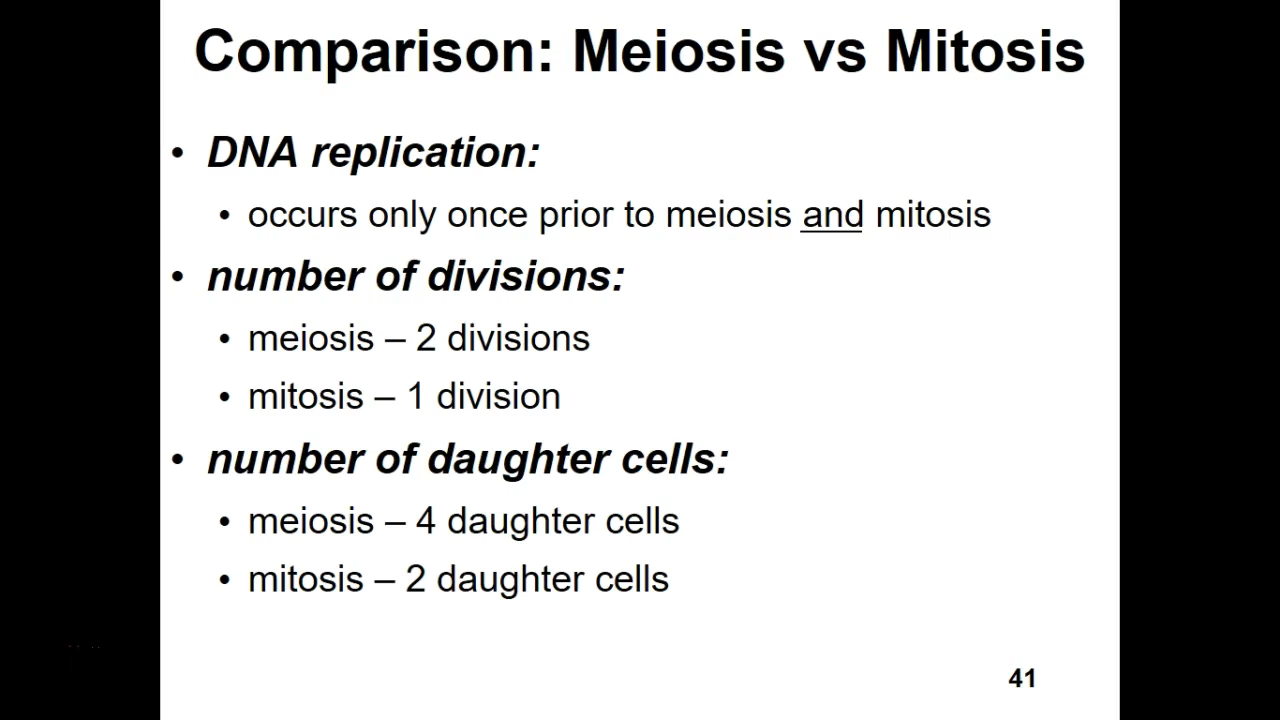 Comparison: Meiosis vs Mitosis
• DNA replication:
• occurs only once prior to meiosis and mitosis
• number of divisions:
• meiosis – 2 divisions
• mitosis – 1 division
• number of daughter cells:
• meiosis – 4 daughter cells
• mitosis – 2 daughter cells
41